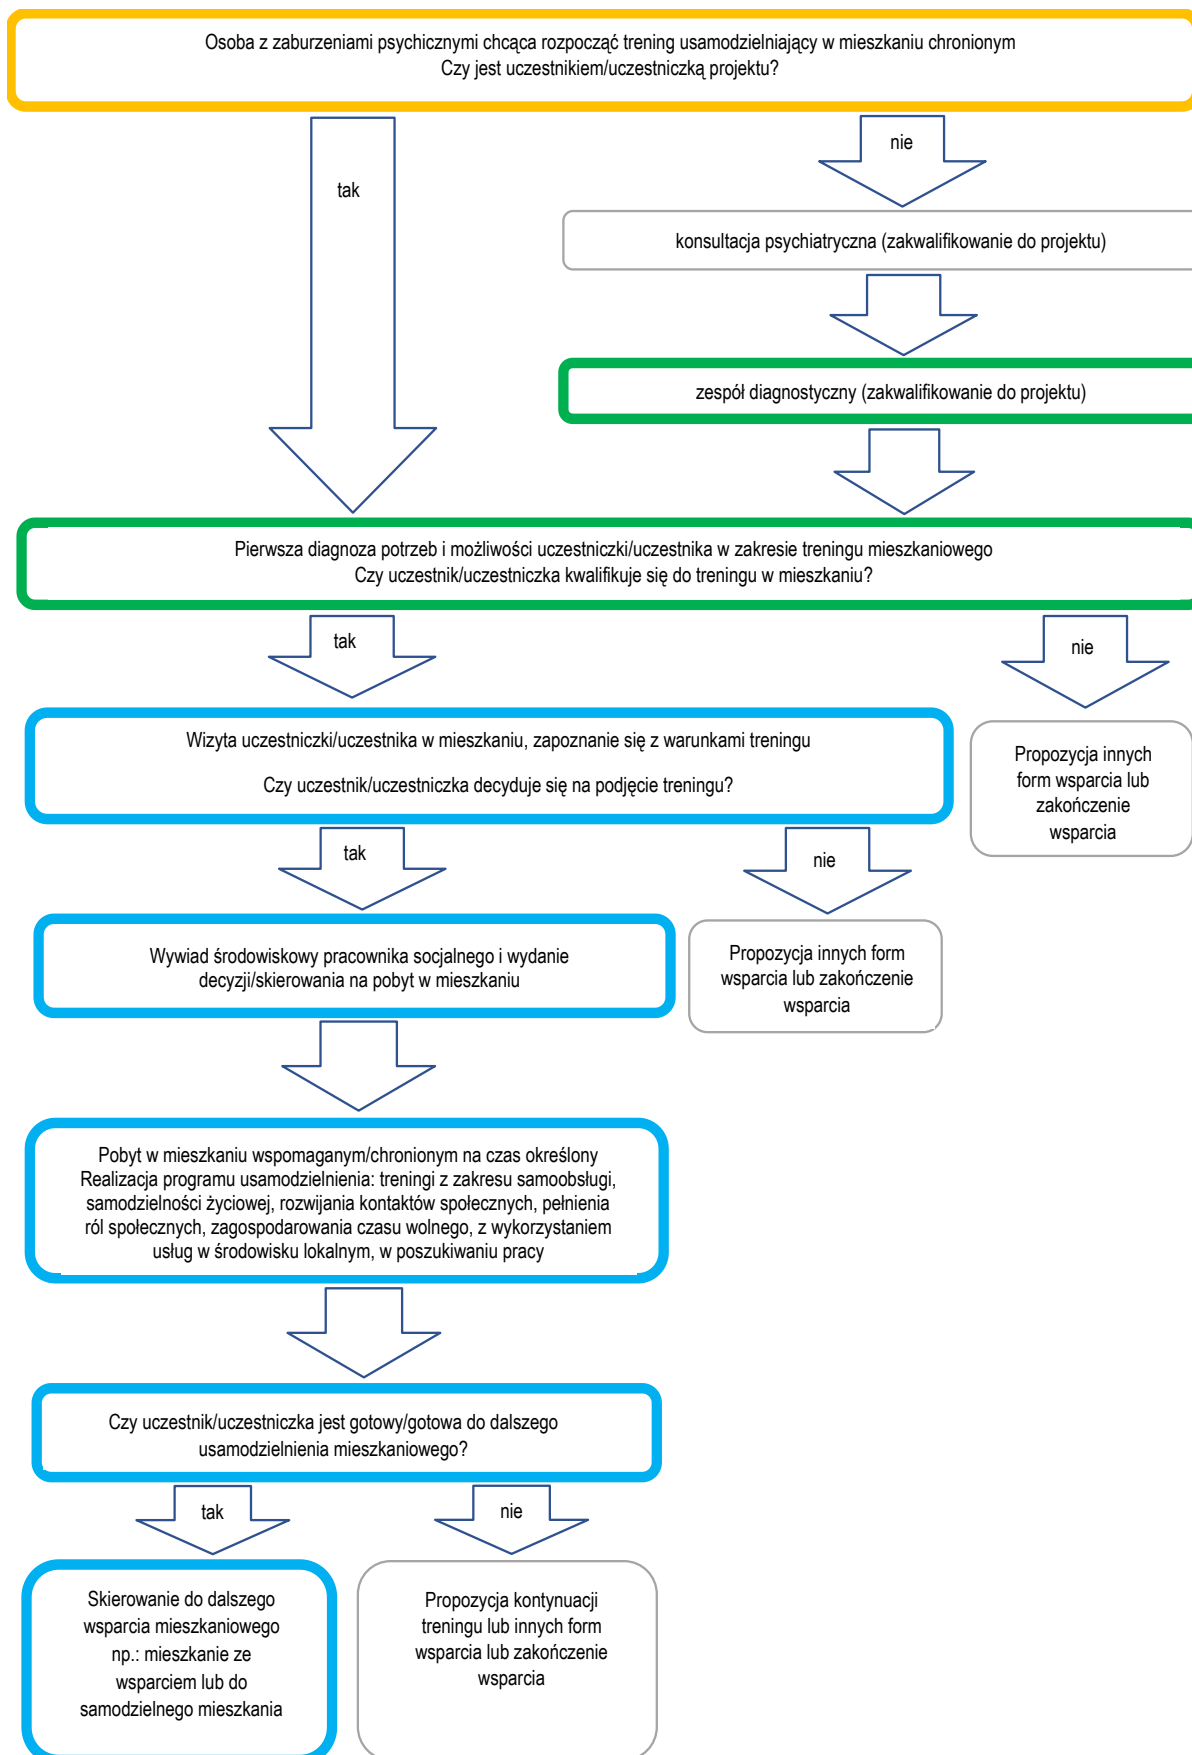 Osoba z zaburzeniami psychicznymi chcąca rozpocząć trening usamodzielniający w mieszkaniu chronionym
Czy jest uczestnikiem/uczestniczką projektu?
nie
tak
konsultacja psychiatryczna (zakwalifikowanie do projektu)
zespół diagnostyczny (zakwalifikowanie do projektu)
Pierwsza diagnoza potrzeb i możliwości uczestniczki/uczestnika w zakresie treningu mieszkaniowego
Czy uczestnik/uczestniczka kwalifikuje się do treningu w mieszkaniu?
tak
nie
Wizyta uczestniczki/uczestnika w mieszkaniu, zapoznanie się z warunkami treningu
Czy uczestnik/uczestniczka decyduje się na podjęcie treningu?
Propozycja innych
form wsparcia lub
zakończenie
wsparcia
tak
nie
Wywiad środowiskowy pracownika socjalnego i wydanie
decyzji/skierowania na pobyt w mieszkaniu
Propozycja innych form
wsparcia lub zakończenie
wsparcia
Pobyt w mieszkaniu wspomaganym/chronionym na czas określony
Realizacja programu usamodzielnienia: treningi z zakresu samoobsługi,
samodzielności życiowej, rozwijania kontaktów społecznych, pełnienia
ról społecznych, zagospodarowania czasu wolnego, z wykorzystaniem
usług w środowisku lokalnym, w poszukiwaniu pracy
Czy uczestnik/uczestniczka jest gotowy/gotowa do dalszego
usamodzielnienia mieszkaniowego?
tak
nie
Skierowanie do dalszego
wsparcia mieszkaniowego
np.: mieszkanie ze
wsparciem lub do
samodzielnego mieszkania
Propozycja kontynuacji
treningu lub innych form
wsparcia lub zakończenie
wsparcia